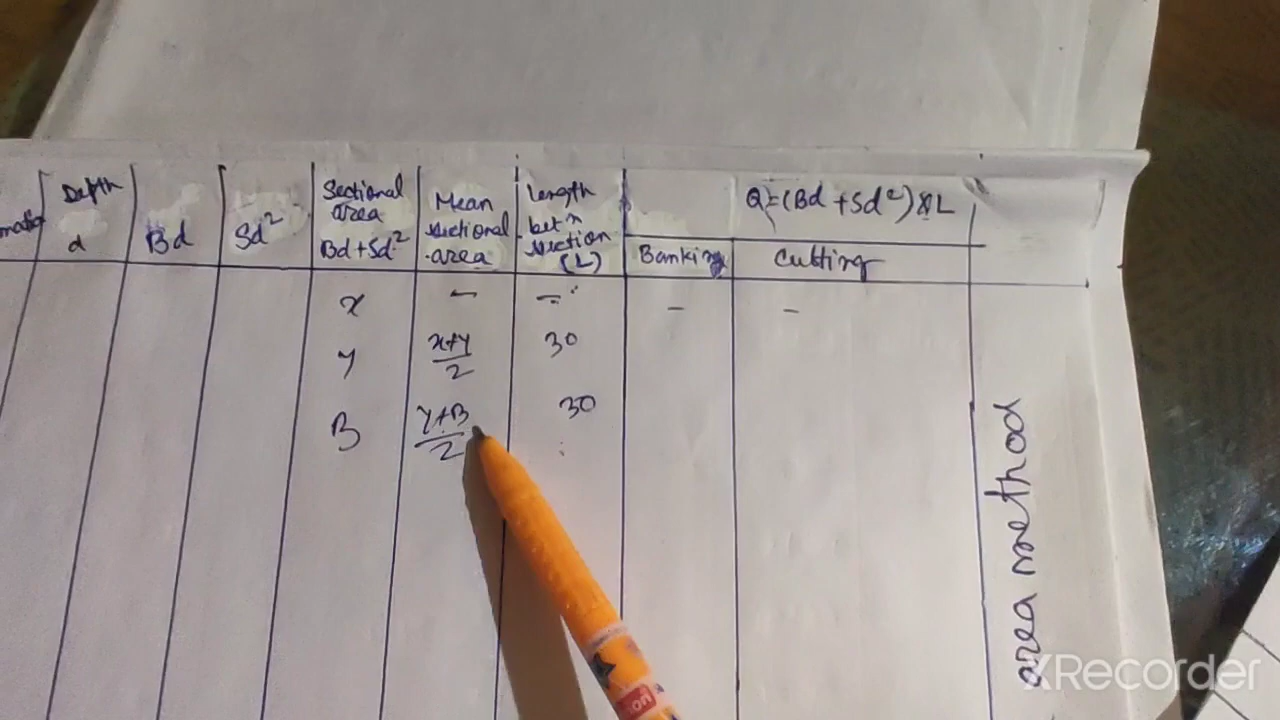 Depth
d
Bd
Sd²
Sectional
area
Bd+Sd²
Mean
sectional
area
Length
betⁿ
section
(L)
Q=(Bd+Sd²)×L
Banking
Cutting
x
-
-
-
-
y
x+y
2
30
B
y+B
2
30
area method
XRecorder